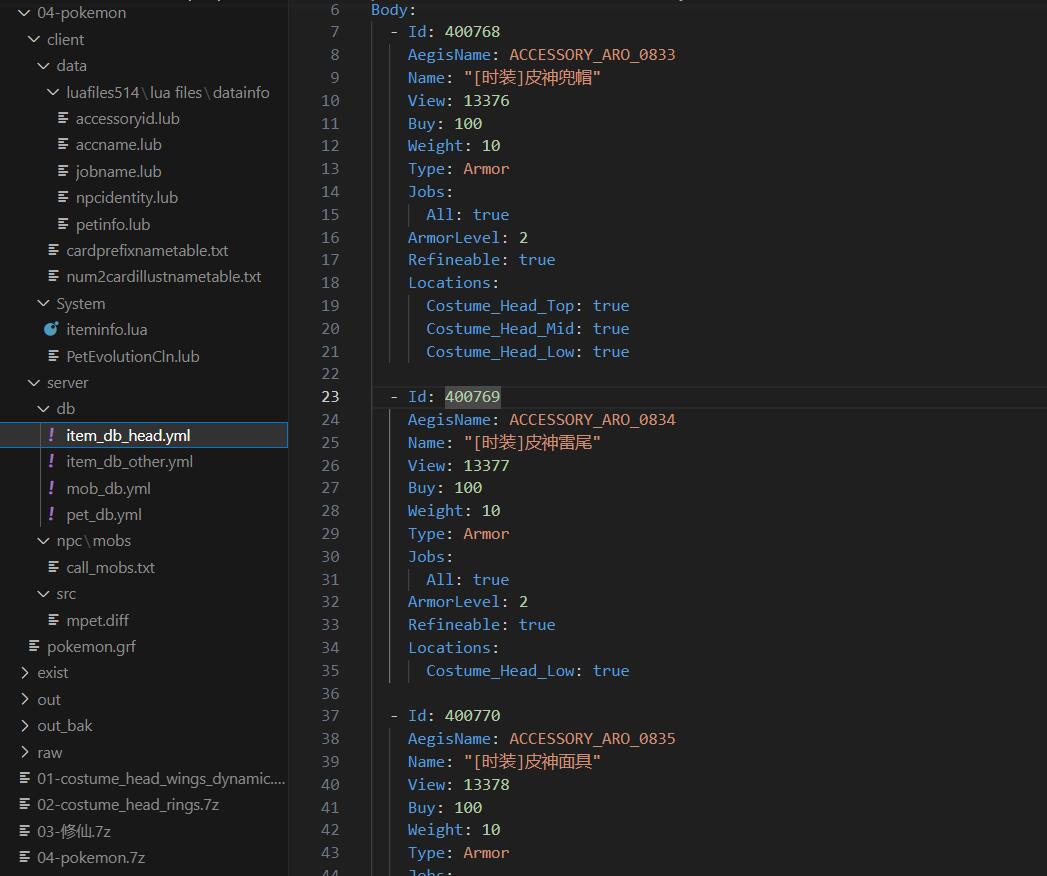 04-pokemon
client
data
luafiles514\lua files\datainfo
accessoryid.lub
accname.lub
jobname.lub
npcidentity.lub
petinfo.lub
cardprefixnametable.txt
num2cardillustnametable.txt
System
iteminfo.lua
PetEvolutionCln.lub
server
db
! item_db_head.yml
! item_db_other.yml
! mob_db.yml
! pet_db.yml
npc\mobs
call_mobs.txt
src
mpet.diff
pokemon.grf
exist
out
out_bak
raw
01-costume_head_wings_dynamic....
02-costume_head_rings.7z
03-修仙.7z
04-pokemon.7z
6 Body:
7 - Id: 400768
8 AegisName: ACCESSORY_ARO_0833
9 Name: "[时装]皮神兜帽"
10 View: 13376
11 Buy: 100
12 Weight: 10
13 Type: Armor
14 Jobs:
15 All: true
16 ArmorLevel: 2
17 Refineable: true
18 Locations:
19 Costume_Head_Top: true
20 Costume_Head_Mid: true
21 Costume_Head_Low: true
22
23 - Id: 400769
24 AegisName: ACCESSORY_ARO_0834
25 Name: "[时装]皮神雷尾"
26 View: 13377
27 Buy: 100
28 Weight: 10
29 Type: Armor
30 Jobs:
31 All: true
32 ArmorLevel: 2
33 Refineable: true
34 Locations:
35 Costume_Head_Low: true
36
37 - Id: 400770
38 AegisName: ACCESSORY_ARO_0835
39 Name: "[时装]皮神面具"
40 View: 13378
41 Buy: 100
42 Weight: 10
43 Type: Armor
44 Jobs: